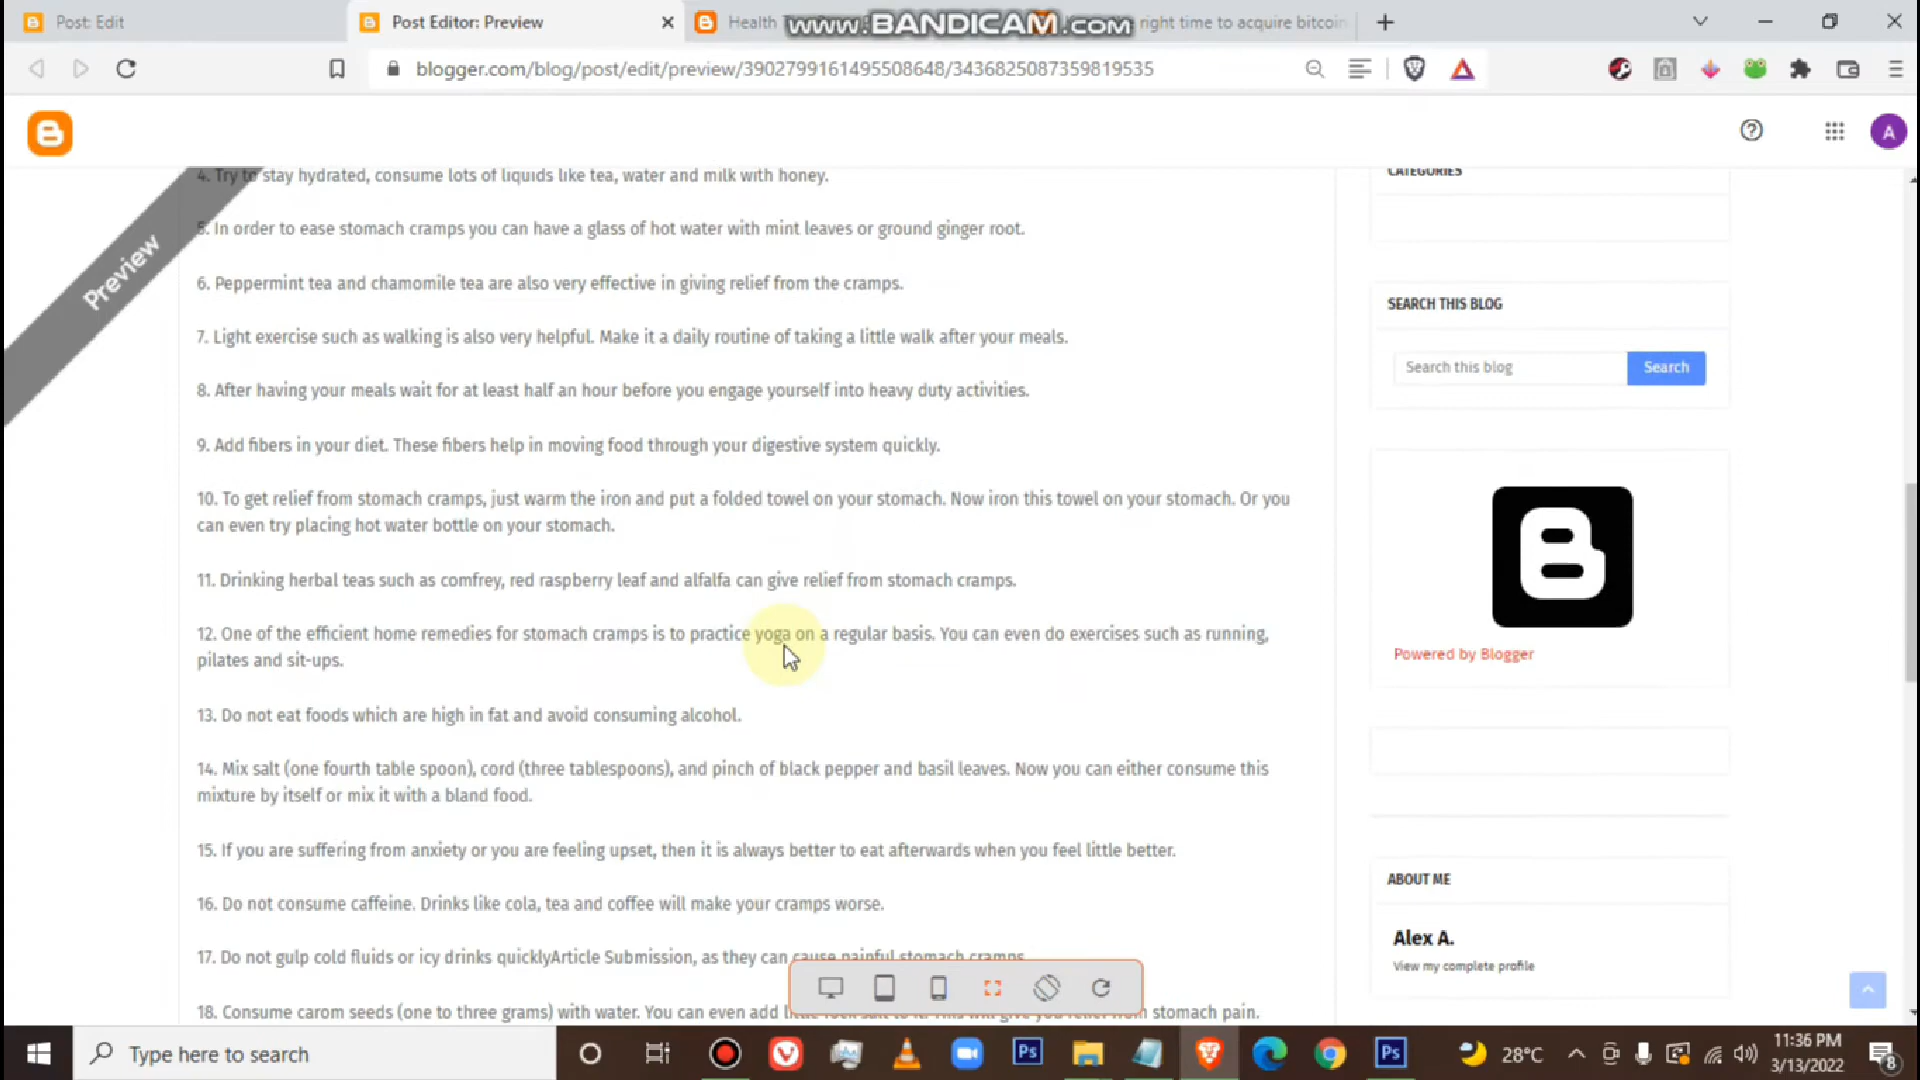 Post: Edit
Post Editor: Preview
Health
www.BANDICAM.com
right time to acquire bitcoin
blogger.com/blog/post/edit/preview/3902799161495508648/3436825087359819535
A
Preview
4. Try to stay hydrated, consume lots of liquids like tea, water and milk with honey.
5. In order to ease stomach cramps you can have a glass of hot water with mint leaves or ground ginger root.
6. Peppermint tea and chamomile tea are also very effective in giving relief from the cramps.
7. Light exercise such as walking is also very helpful. Make it a daily routine of taking a little walk after your meals.
8. After having your meals wait for at least half an hour before you engage yourself into heavy duty activities.
9. Add fibers in your diet. These fibers help in moving food through your digestive system quickly.
10. To get relief from stomach cramps, just warm the iron and put a folded towel on your stomach. Now iron this towel on your stomach. Or you
can even try placing hot water bottle on your stomach.
11. Drinking herbal teas such as comfrey, red raspberry leaf and alfalfa can give relief from stomach cramps.
12. One of the efficient home remedies for stomach cramps is to practice yoga on a regular basis. You can even do exercises such as running,
pilates and sit-ups.
13. Do not eat foods which are high in fat and avoid consuming alcohol.
14. Mix salt (one fourth table spoon), cord (three tablespoons), and pinch of black pepper and basil leaves. Now you can either consume this
mixture by itself or mix it with a bland food.
15. If you are suffering from anxiety or you are feeling upset, then it is always better to eat afterwards when you feel little better.
16. Do not consume caffeine. Drinks like cola, tea and coffee will make your cramps worse.
17. Do not gulp cold fluids or icy drinks quicklyArticle Submission, as they can cause painful stomach cramps
18. Consume carom seeds (one to three grams) with water. You can even add stomach pain.
CATEGORIES
SEARCH THIS BLOG
Search this blog
Search
Powered by Blogger
ABOUT ME
Alex A.
View my complete profile
Type here to search
Ps
Ps
28°C
11:36 PM
3/13/2022
8